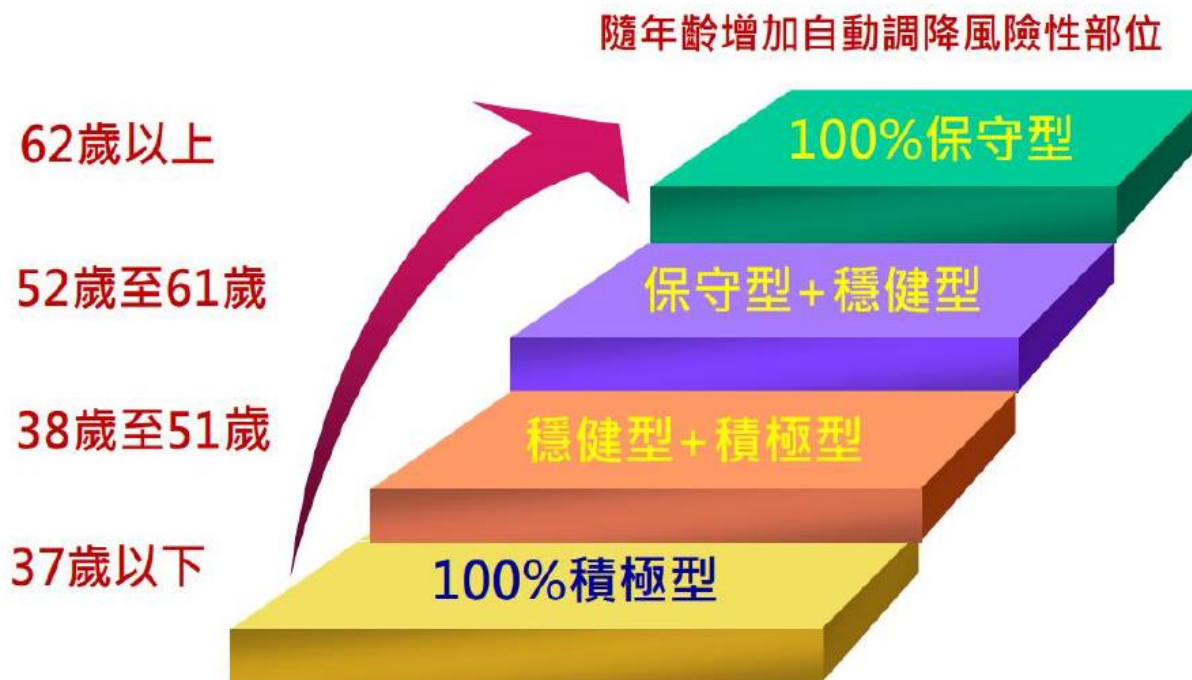 隨年齡增加自動調降風險性部位
62歲以上
100%保守型
52歲至61歲
保守型+穩健型
38歲至51歲
穩健型+積極型
37歲以下
100%積極型